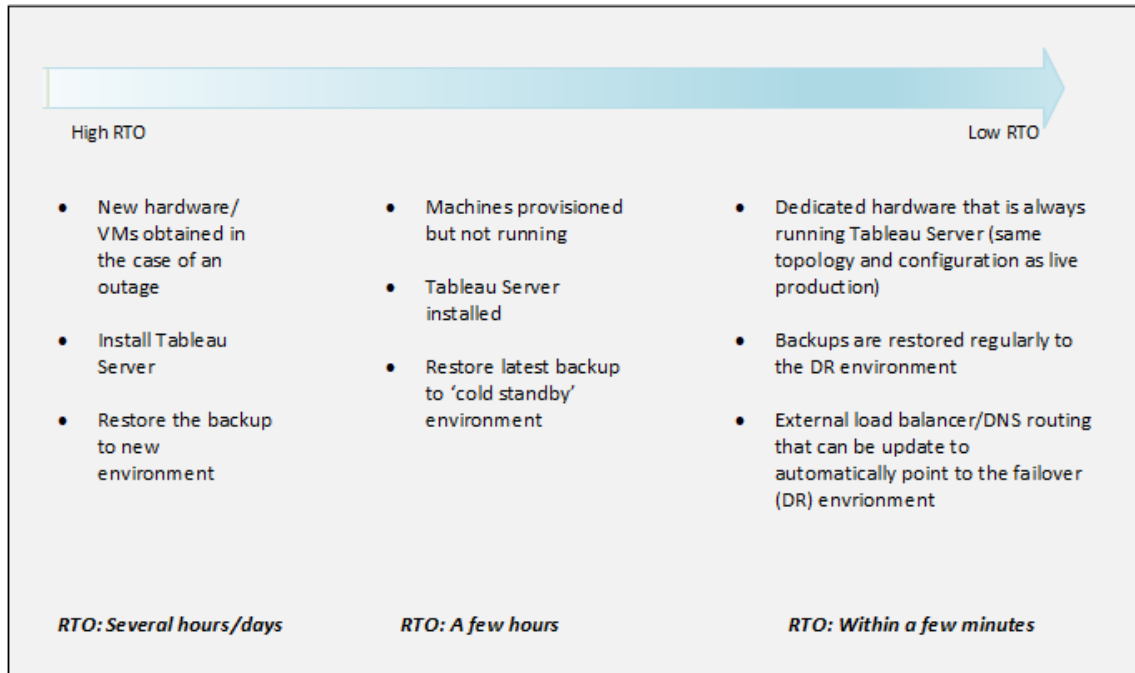 High RTO
Low RTO
● New hardware/
VMs obtained in
the case of an
outage
● Install Tableau
Server
● Restore the backup
to new
environment
● Machines provisioned
but not running
● Tableau Server
installed
● Restore latest backup
to ‘cold standby’
environment
● Dedicated hardware that is always
running Tableau Server (same
topology and configuration as live
production)
● Backups are restored regularly to
the DR environment
● External load balancer/DNS routing
that can be update to
automatically point to the failover
(DR) envrionment
RTO: Several hours/days
RTO: A few hours
RTO: Within a few minutes